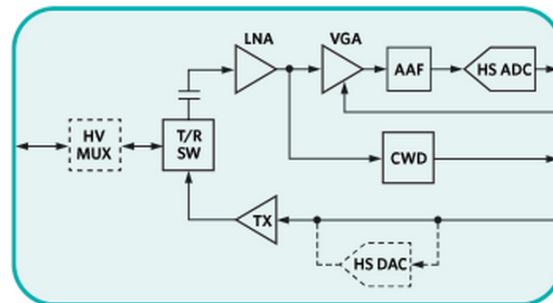 LNA
VGA
AAF
HS ADC
HV
MUX
T/R
SW
CWD
TX
HS DAC